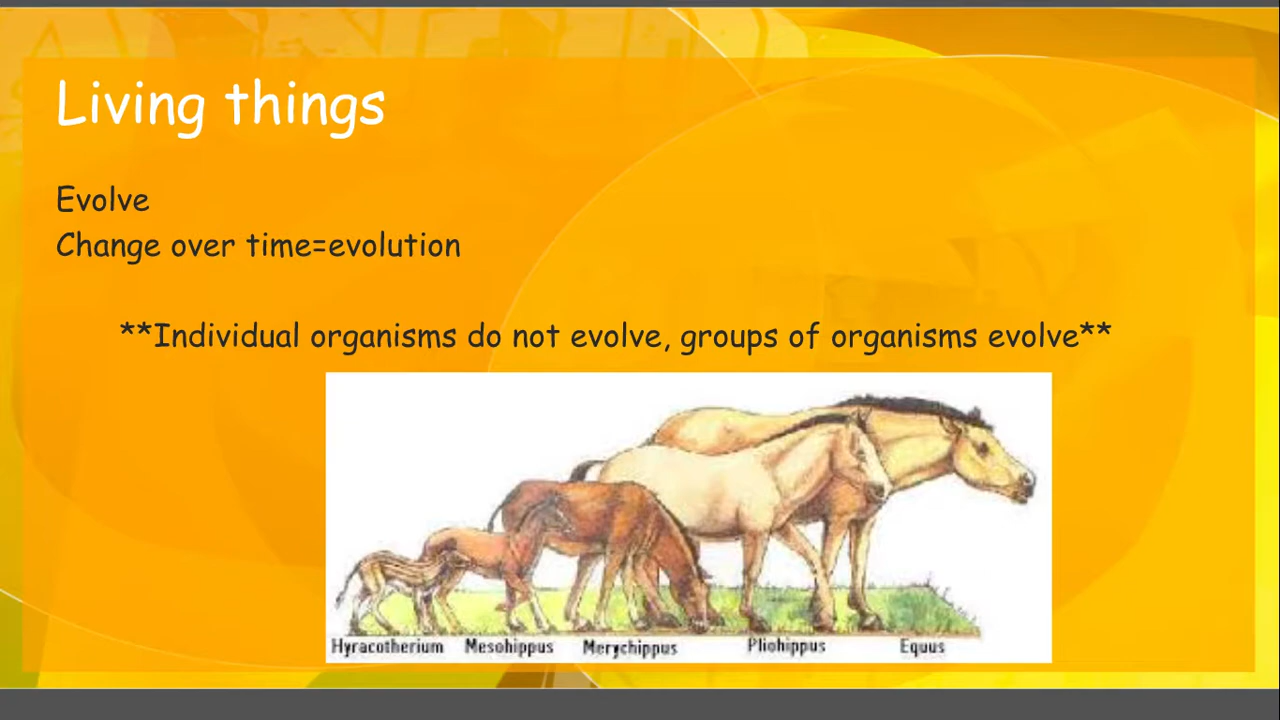 Living things
Evolve
Change over time=evolution
**Individual organisms do not evolve, groups of organisms evolve**
Hyracotherium Mesohippus Merychippus Pliohippus Equus